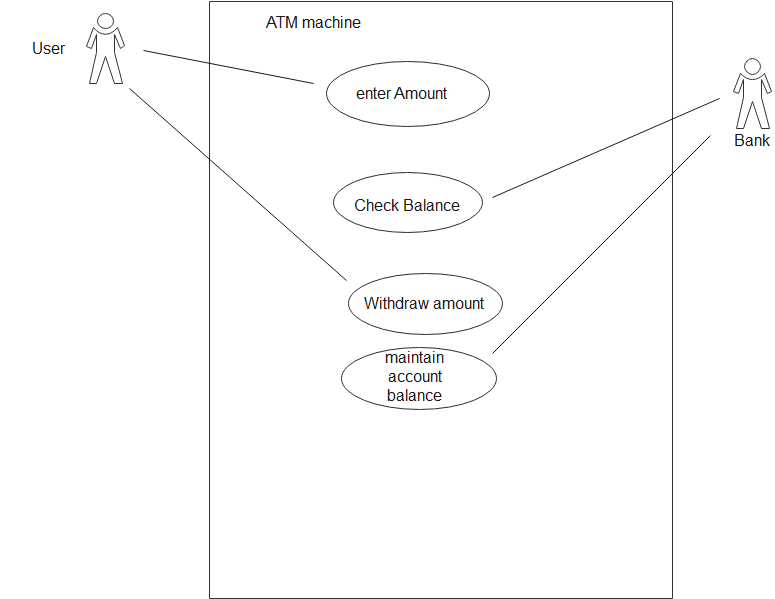 ATM machine
User
enter Amount
Bank
Check Balance
Withdraw amount
maintain
account
balance